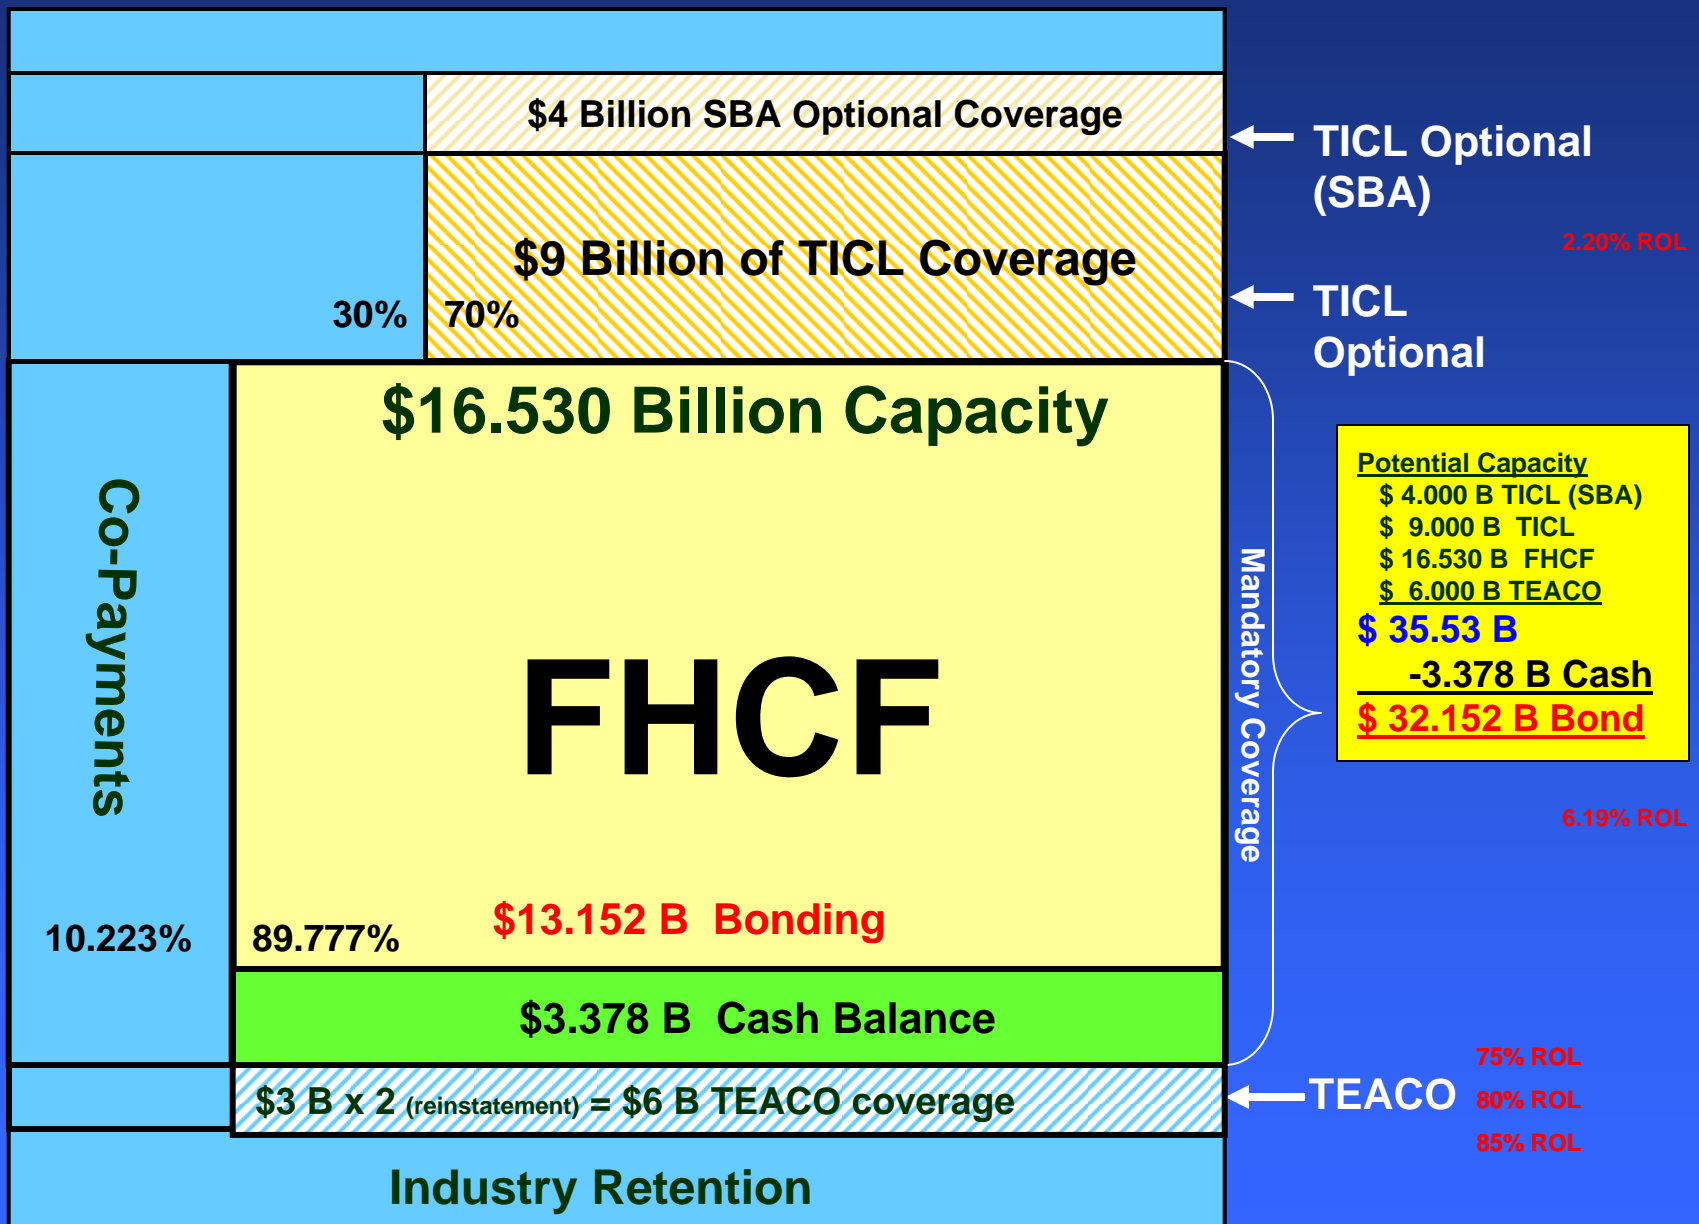 $4 Billion SBA Optional Coverage
TICL Optional
(SBA)
2.20% ROL
$9 Billion of TICL Coverage
30%
70%
TICL
Optional
$16.530 Billion Capacity
Co-Payments
FHCF
Mandatory Coverage
Potential Capacity
$ 4.000 B TICL (SBA)
$ 9.000 B TICL
$ 16.530 B FHCF
$ 6.000 B TEACO
$ 35.53 B
-3.378 B Cash
$ 32.152 B Bond
6.19% ROL
10.223%
89.777%
$13.152 B Bonding
$3.378 B Cash Balance
$3 B x 2 (reinstatement) = $6 B TEACO coverage
TEACO
75% ROL
80% ROL
85% ROL
Industry Retention